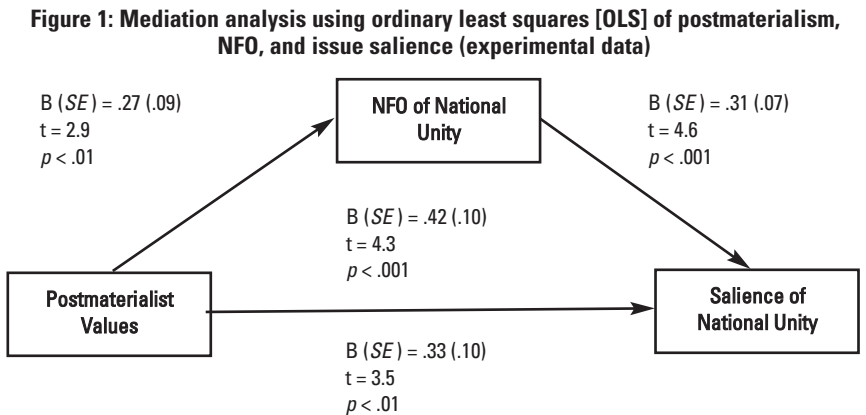 Figure 1: Mediation analysis using ordinary least squares [OLS] of postmaterialism,
NFO, and issue salience (experimental data)
B (SE) = .27 (.09)
t = 2.9
p < .01
NFO of National
Unity
B (SE) = .31 (.07)
t = 4.6
p < .001
B (SE) = .42 (.10)
t = 4.3
p < .001
Postmaterialist
Values
Salience of
National Unity
B (SE) = .33 (.10)
t = 3.5
p < .01